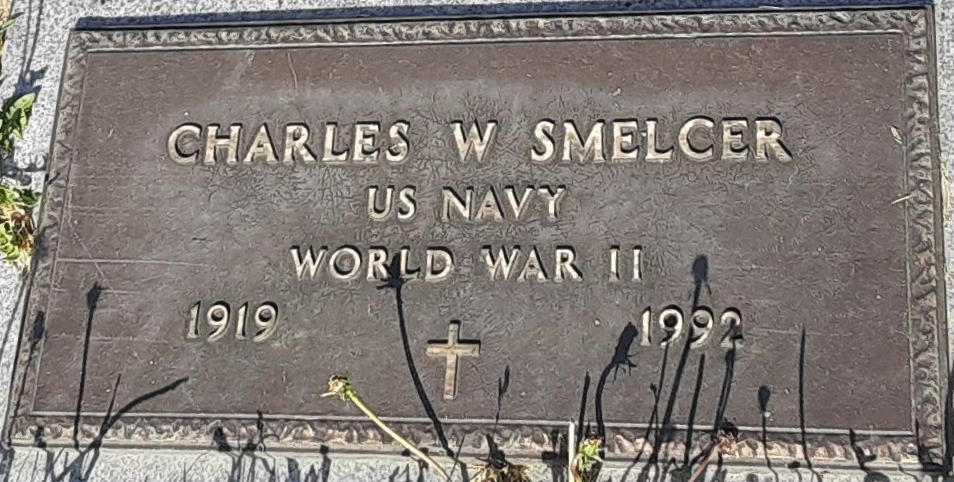 CHARLES W SMELCER
US NAVY
WORLD WAR II
1919 1992